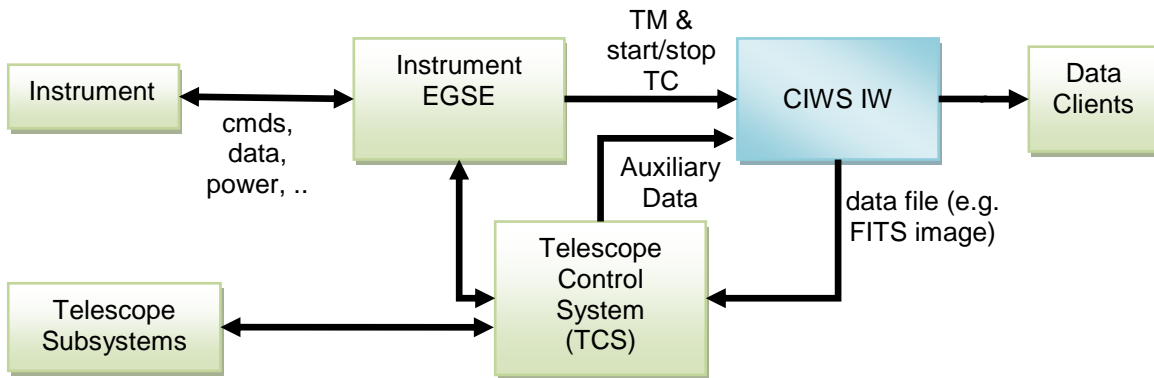 Instrument
cmds,
data,
power, ..
Instrument
EGSE
TM &
start/stop
TC
CIWS IW
Data
Clients
Auxiliary
Data
data file (e.g.
FITS image)
Telescope
Control
System
(TCS)
Telescope
Subsystems